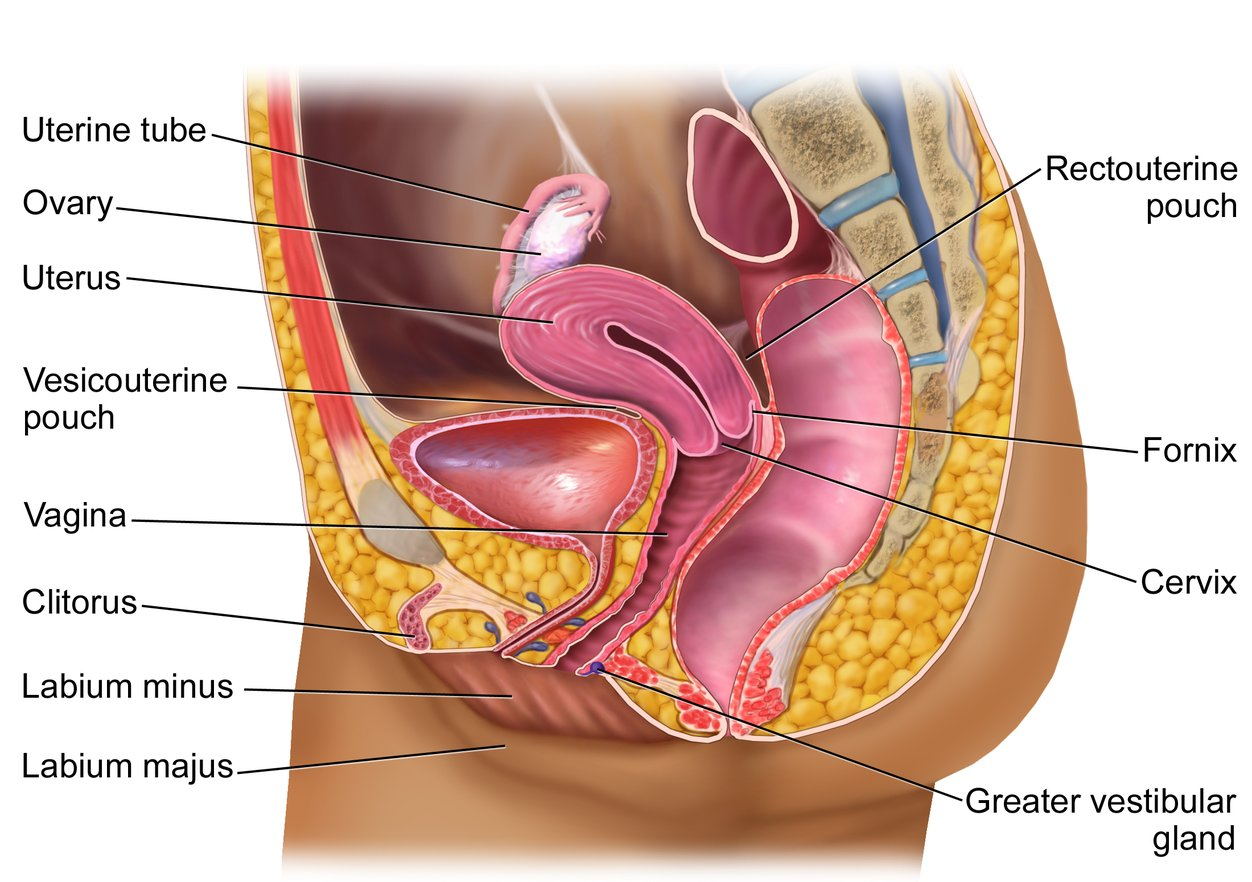 Uterine tube
Ovary
Uterus
Vesicouterine
pouch
Vagina
Clitorus
Labium minus
Labium majus
Rectouterine
pouch
Fornix
Cervix
Greater vestibular
gland